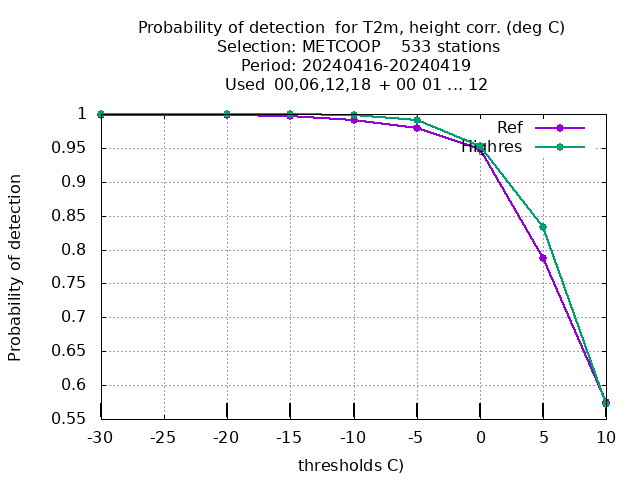 Probability of detection  for T2m, height corr. (deg C)
Selection: METCOOP    533 stations
Period: 20240416-20240419
Used  00,06,12,18 + 00 01 ... 12
Probability of detection
1
0.95
0.9
0.85
0.8
0.75
0.7
0.65
0.6
0.55
Ref
Highres
-30 -25 -20 -15 -10 -5 0 5 10
thresholds C)